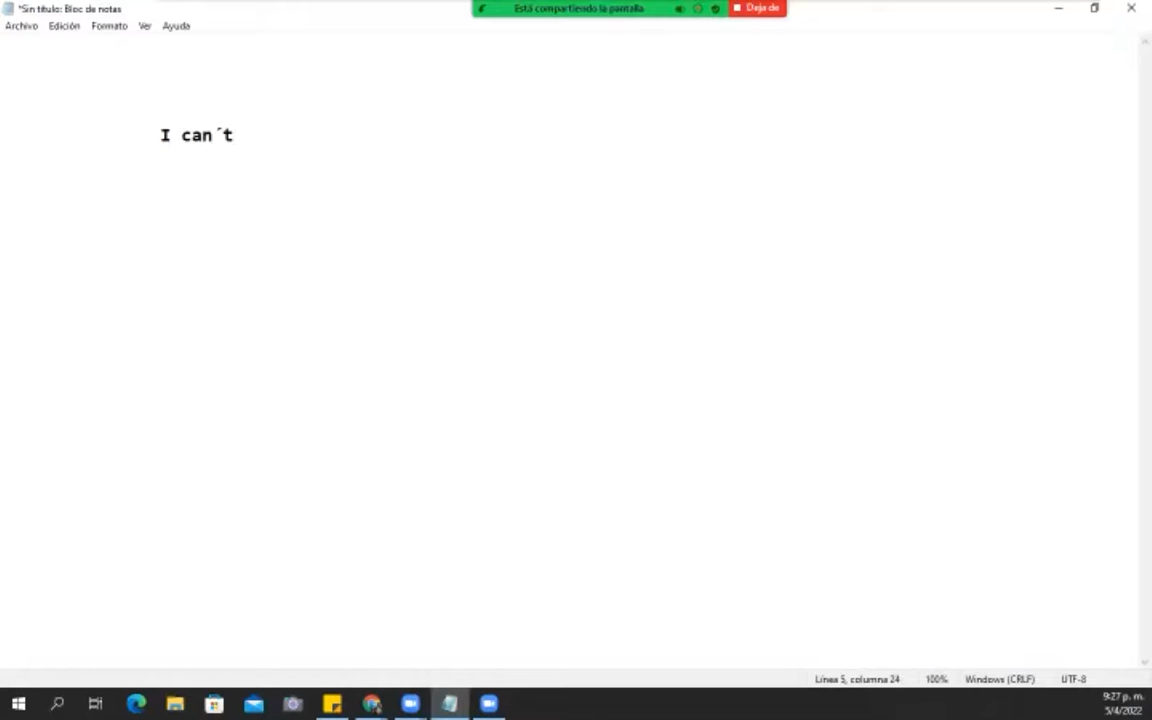 *Sin título: Bloc de notas
Está compartiendo la pantalla
Deja de
Archivo Edición Formato Ver Ayuda
I can´t
Línea 5, columna 24 100% Windows (CRLF) UTF-8
9:27 p. m.
5/4/2022